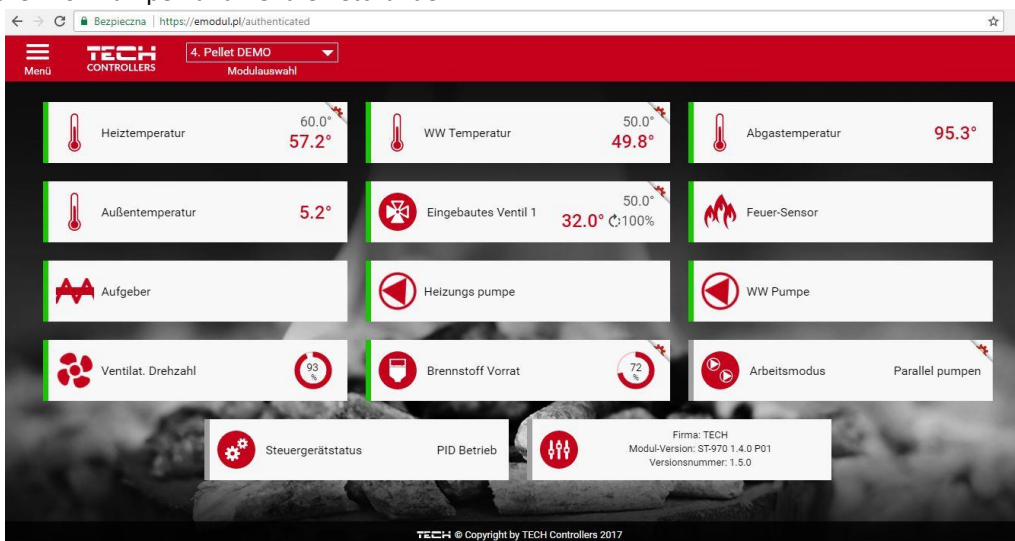 Bezpieczna | https://emodul.pl/authenticated
Menü
TECH
CONTROLLERS
4. Pellet DEMO
Modulauswahl
Heiztemperatur
60.0°
57.2°
WW Temperatur
50.0°
49.8°
Abgastemperatur
95.3°
Außentemperatur
5.2°
Eingebautes Ventil 1
50.0°
32.0° 100%
Feuer-Sensor
Aufgeber
Heizungs pumpe
WW Pumpe
Ventilat. Drehzahl
93
%
Brennstoff Vorrat
72
%
Arbeitsmodus
Parallel pumpen
Steuergerätstatus
PID Betrieb
Firma: TECH
Modul-Version: ST-970 1.4.0 P01
Versionsnummer: 1.5.0
TECH © Copyright by TECH Controllers 2017